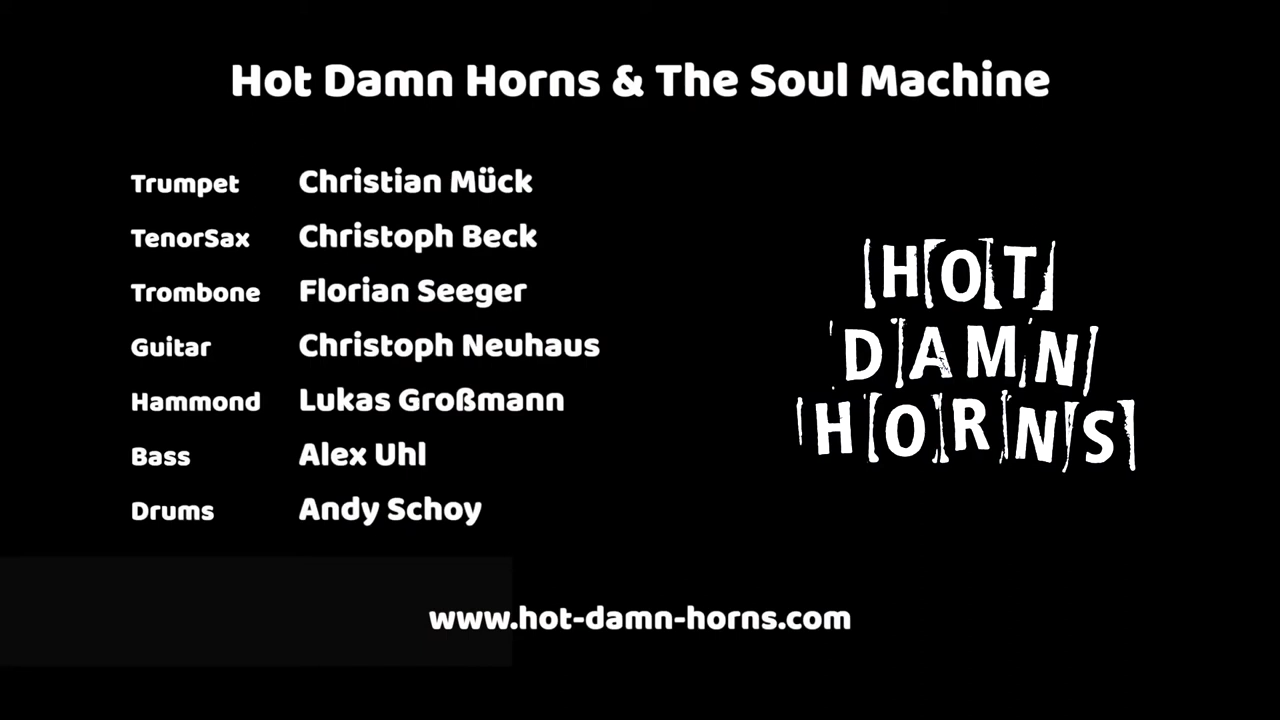 Hot Damn Horns & The Soul Machine
Trumpet Christian Mück
TenorSax Christoph Beck
Trombone Florian Seeger
Guitar Christoph Neuhaus
Hammond Lukas Großmann
Bass Alex Uhl
Drums Andy Schoy
HOT
DAMN
HORNS
www.hot-damn-horns.com